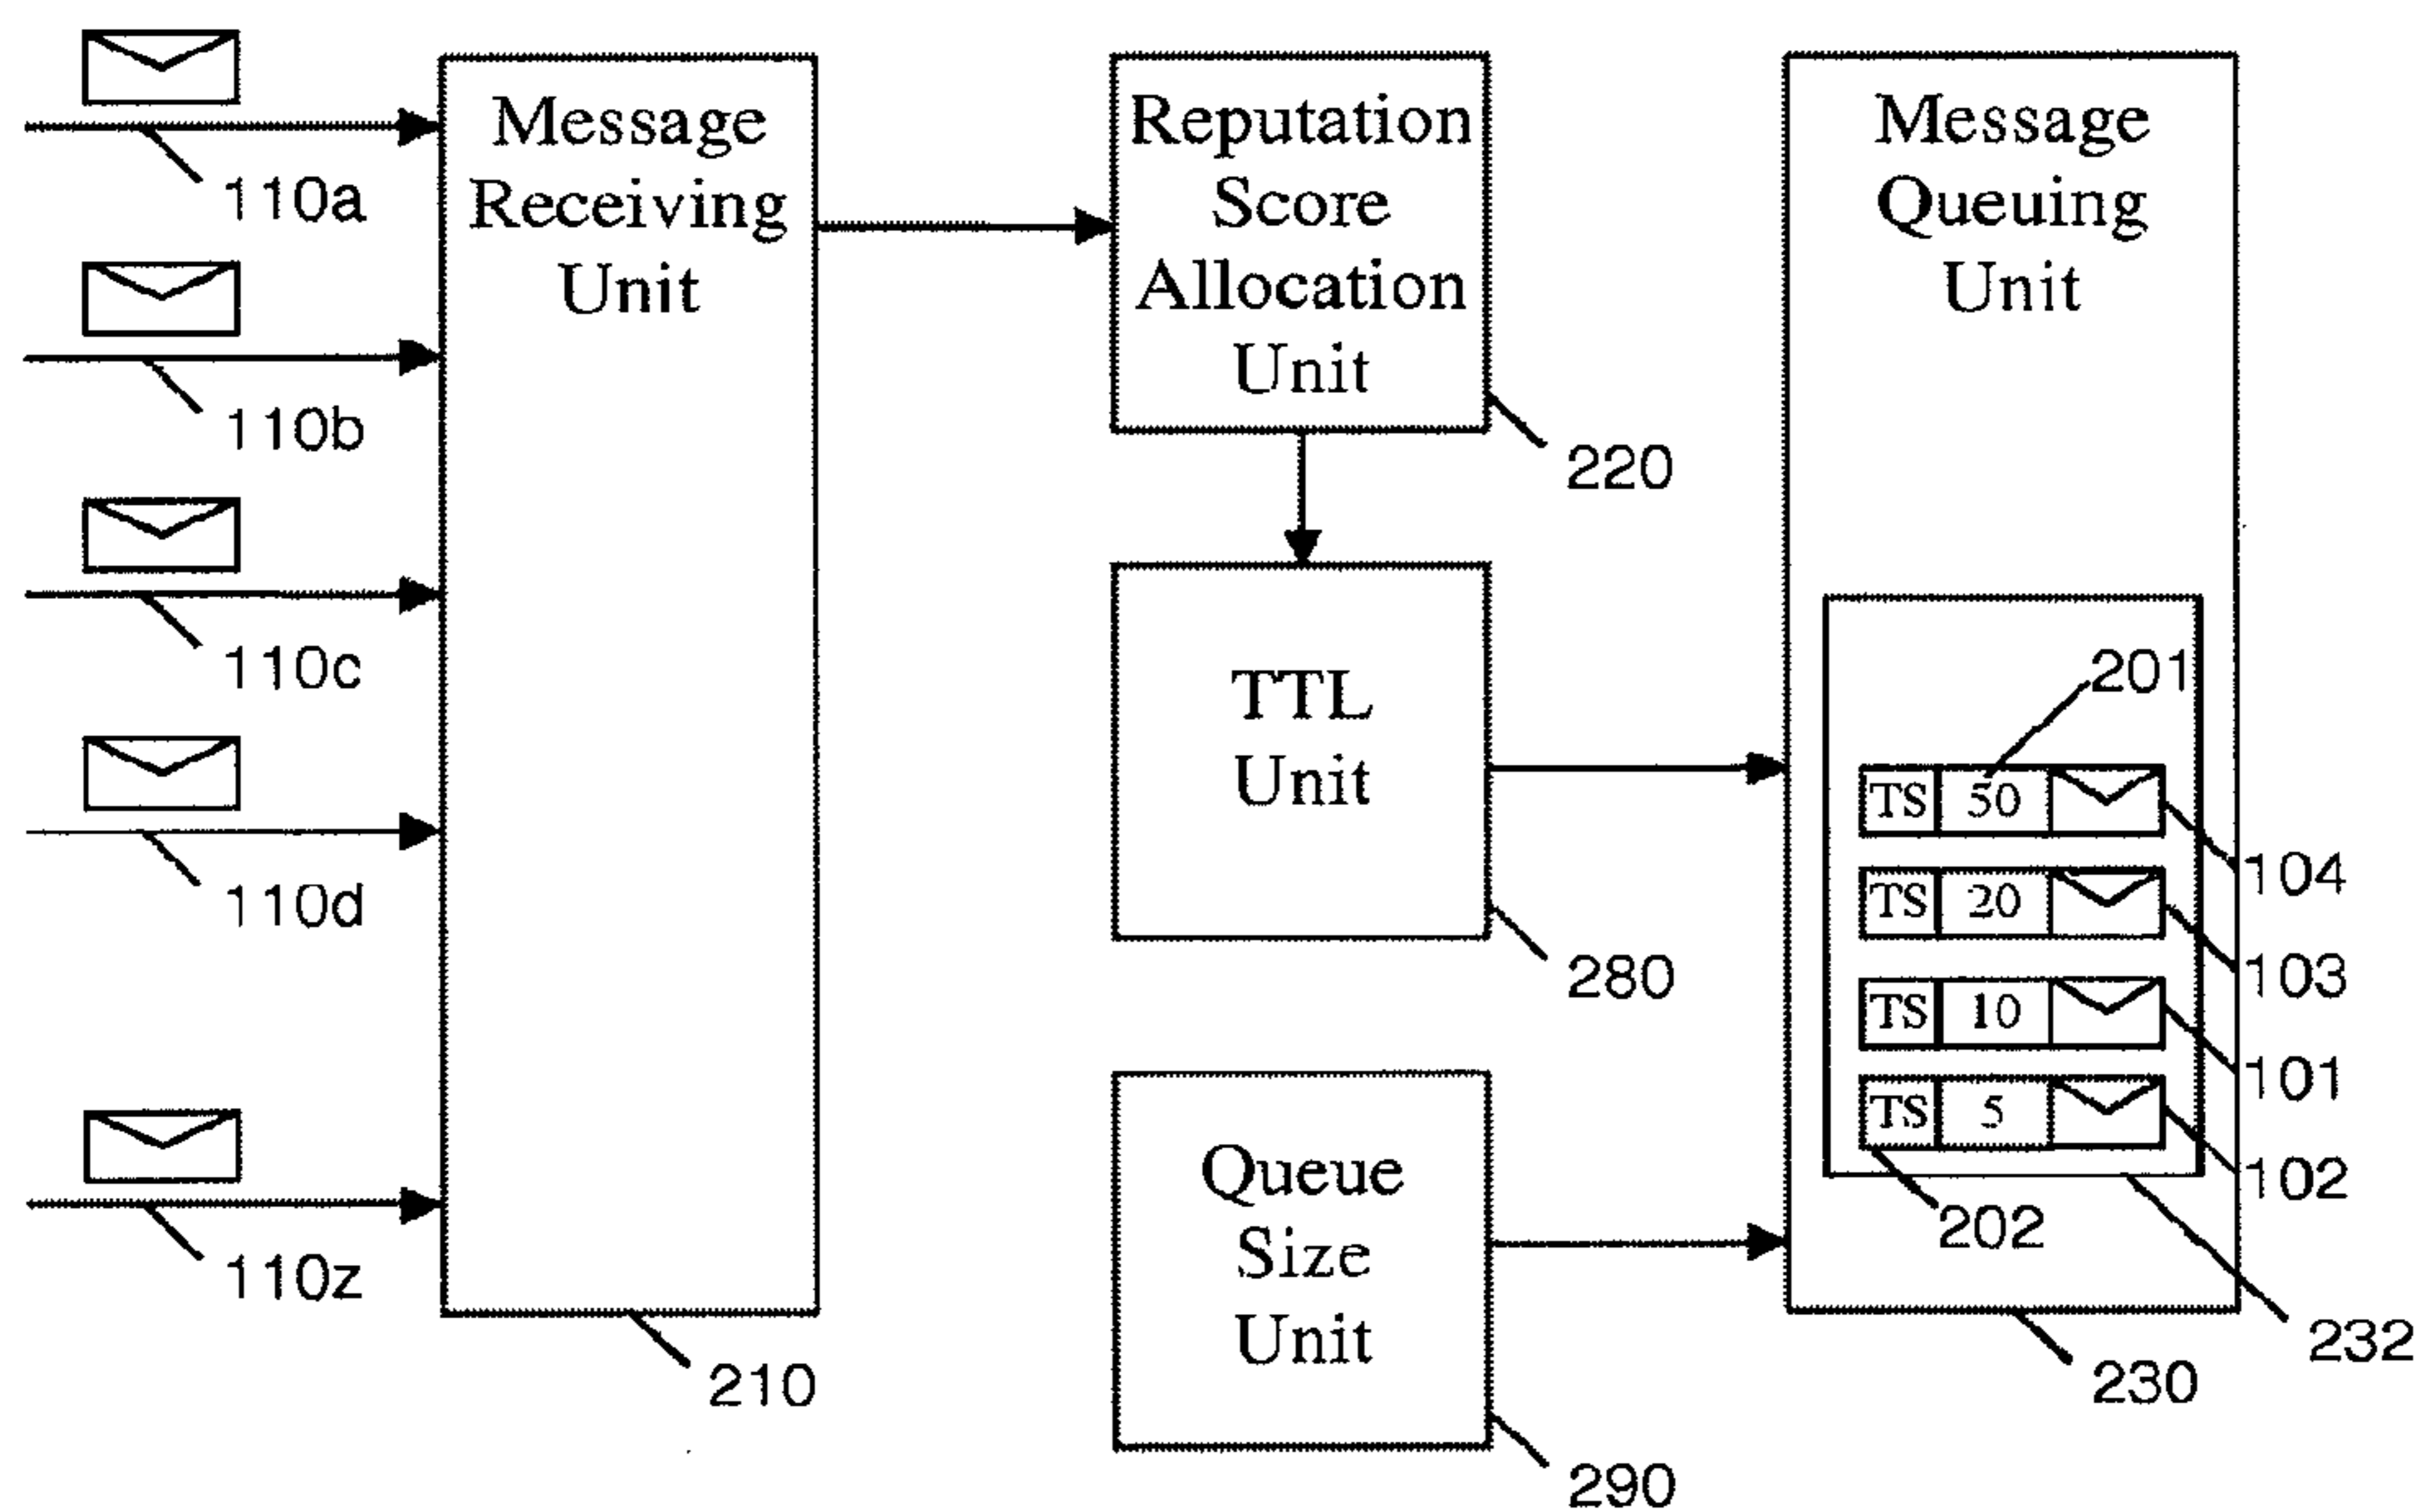 110a
110b
110c
110d
110z
Message
Receiving
Unit
210
Reputation
Score
Allocation
Unit
220
TTL
Unit
280
Queue
Size
Unit
290
Message
Queuing
Unit
201
TS 50
104
TS 20
103
TS 10
101
TS 5
102
202
232
230